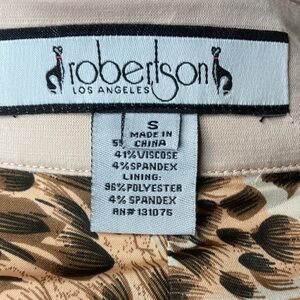 robertson
LOS ANGELES
S
MADE IN
CHINA
41%VISCOSE
4%SPANDEX
LINING:
96%POLYESTER
4% SPANDEX
RN#131076